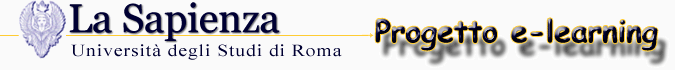 La Sapienza
Università degli Studi di Roma
Progetto e-learning